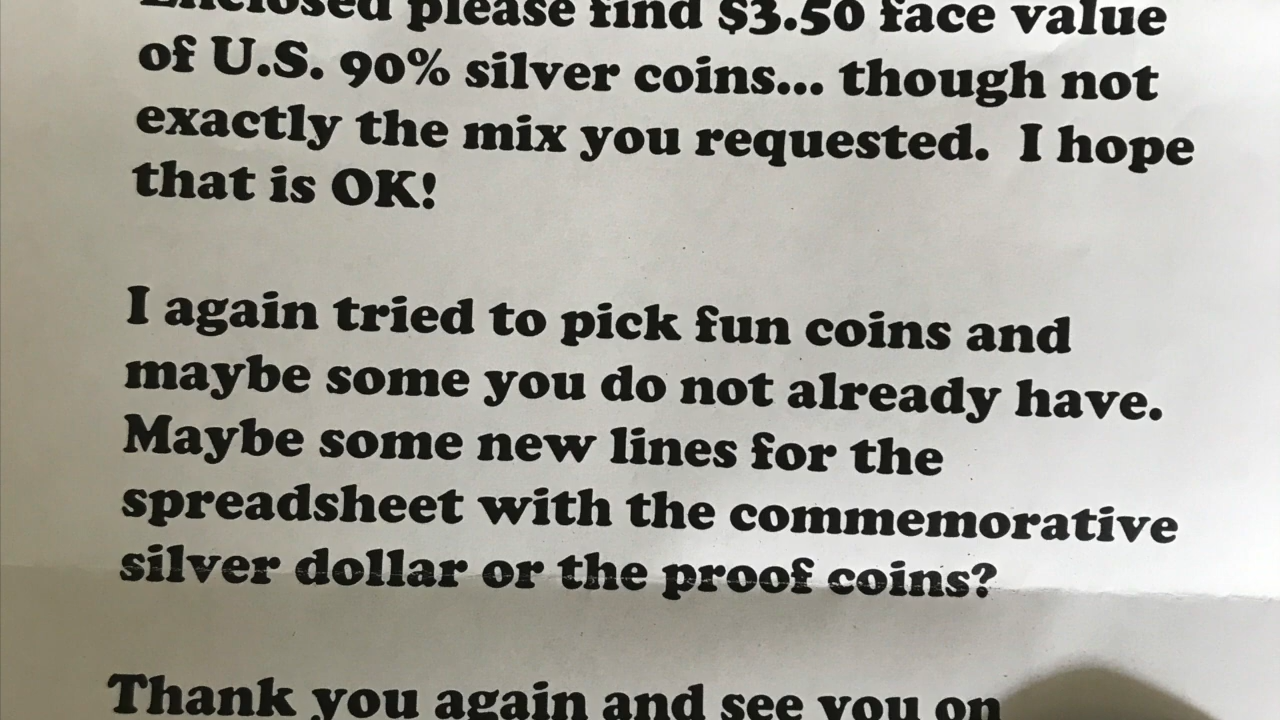 Enclosed please find $3.50 face value
of U.S. 90% silver coins... though not
exactly the mix you requested.  I hope
that is OK!
I again tried to pick fun coins and
maybe some you do not already have.
Maybe some new lines for the
spreadsheet with the commemorative
silver dollar or the proof coins?
Thank you again and see you on